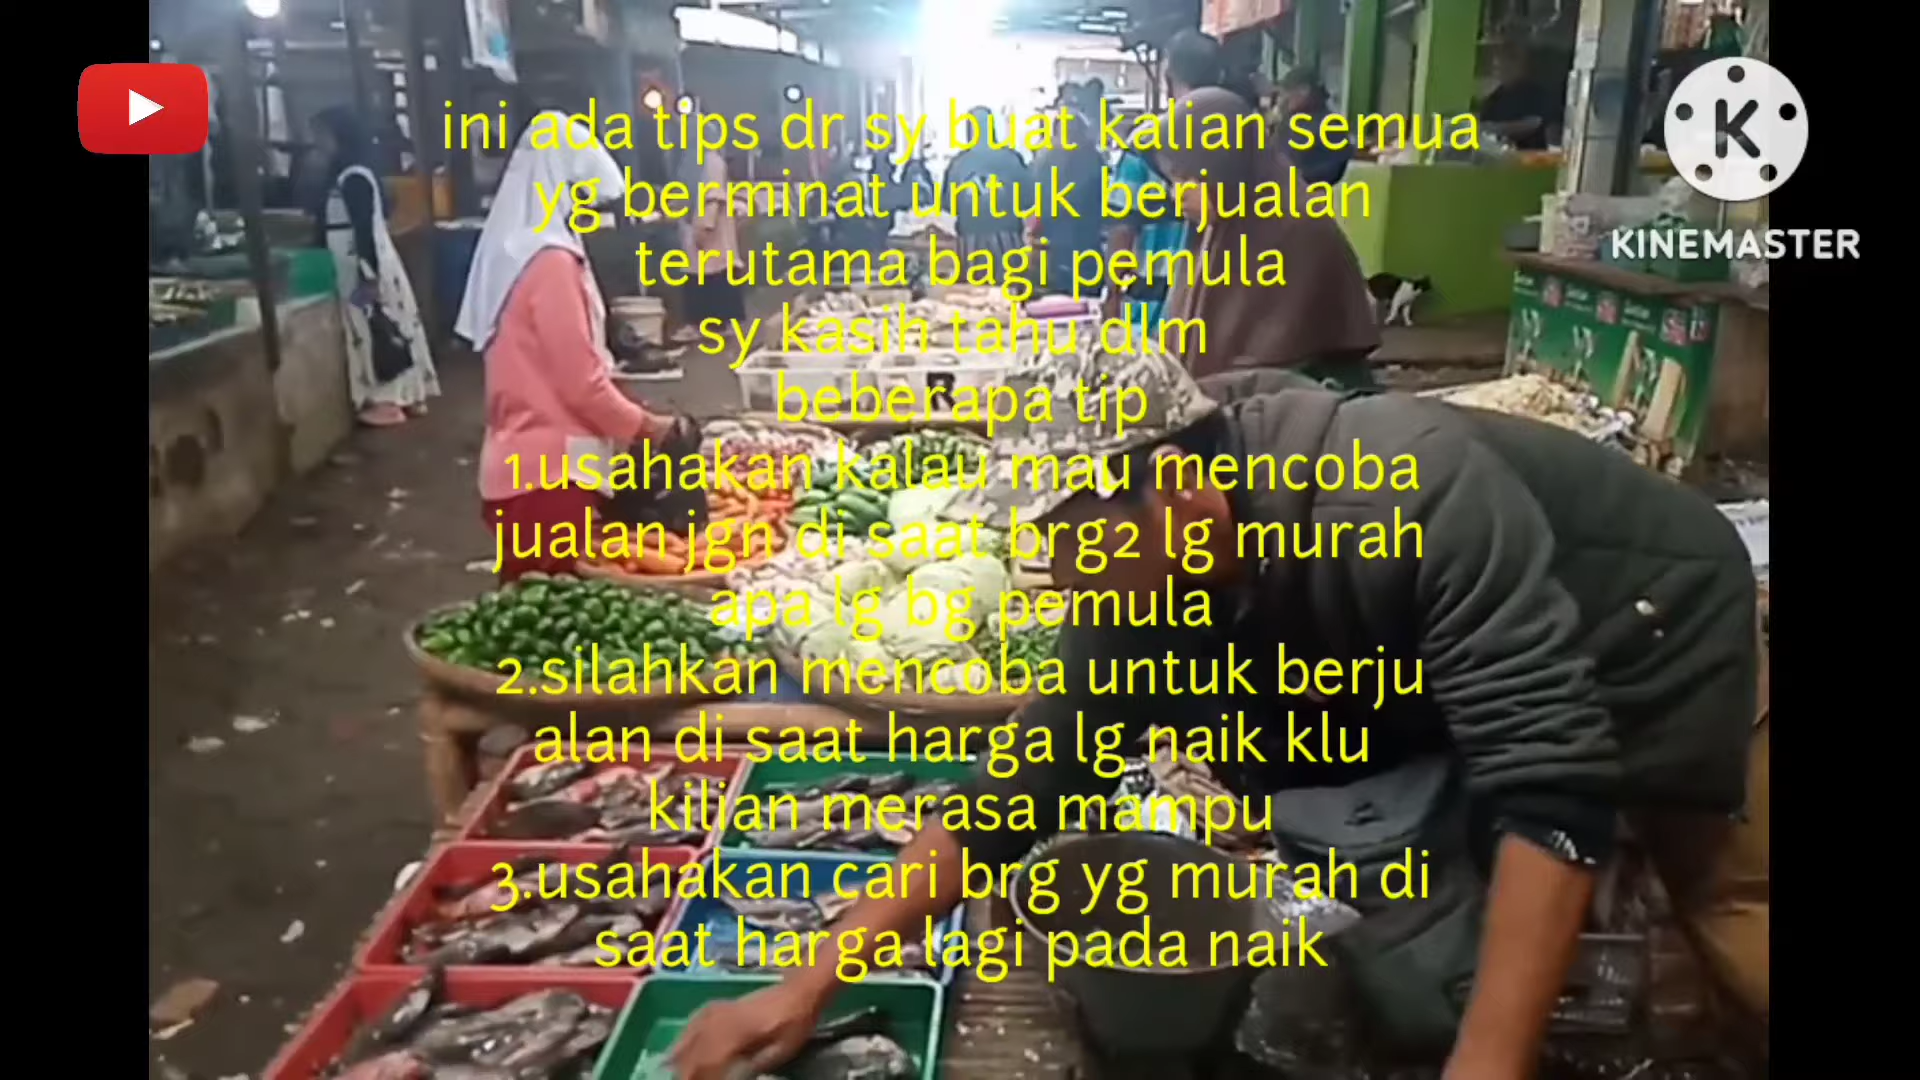 ini ada tips dr sy buat kalian semua
yg berminat untuk berjualan
terutama bagi pemula
sy kasih tahu dlm
beberapa tip
1.usahakan kalau mau mencoba
jualan jgn di saat brg2 lg murah
apa lg bg pemula
2.silahkan mencoba untuk berju
alan di saat harga lg naik klu
kilian merasa mampu
3.usahakan cari brg yg murah di
saat harga lagi pada naik
K
KINEMASTER